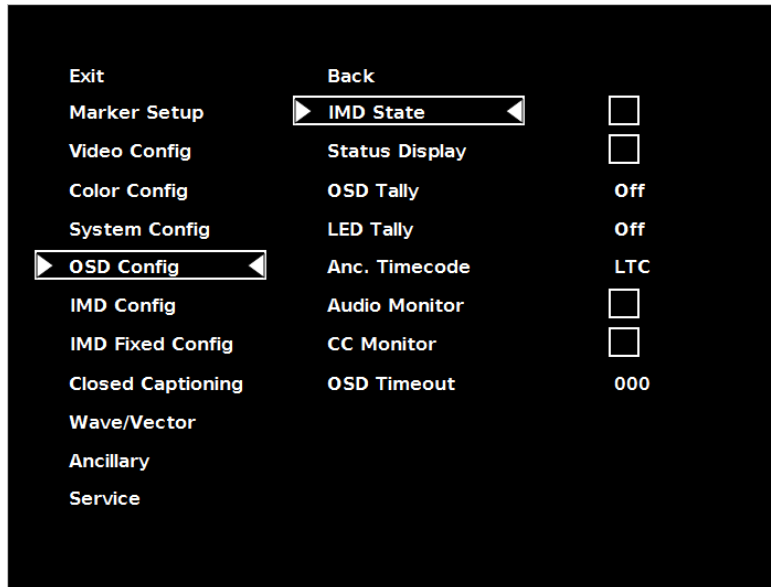 Exit Back
Marker Setup IMD State
Video Config Status Display
Color Config OSD Tally Off
System Config LED Tally Off
OSD Config Anc. Timecode LTC
IMD Config Audio Monitor
IMD Fixed Config CC Monitor
Closed Captioning OSD Timeout 000
Wave/Vector
Ancillary
Service